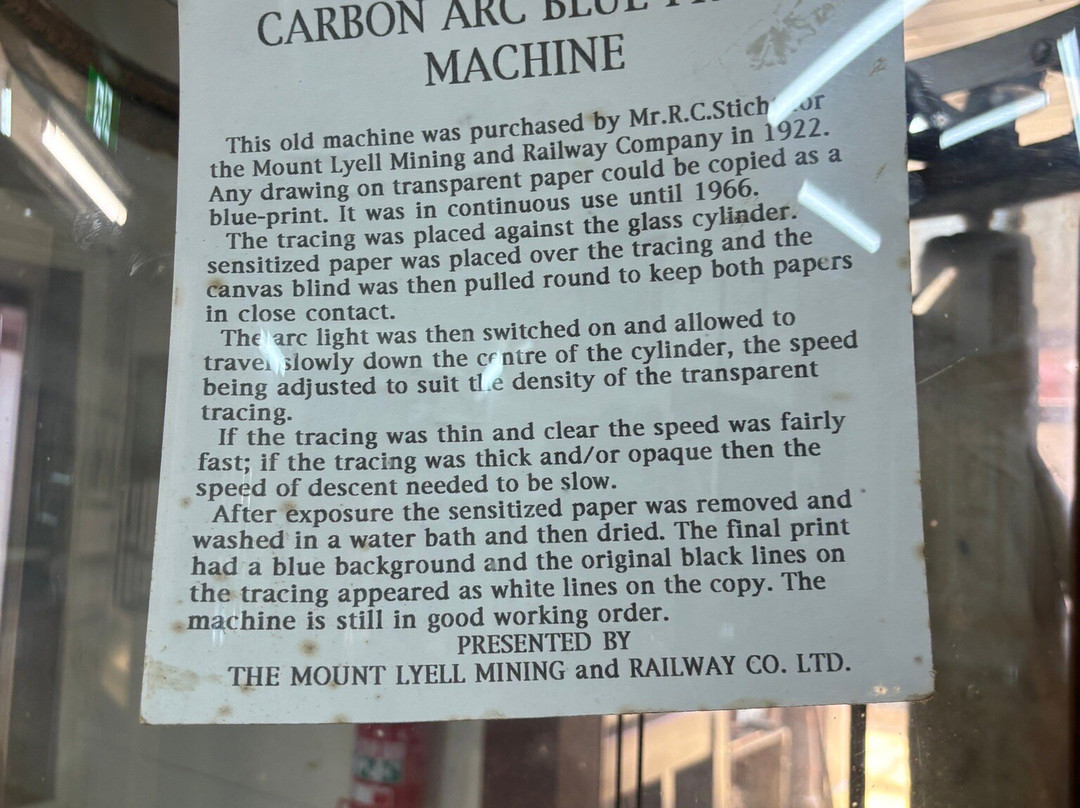 CARBON ARC
MACHINE
This old machine was purchased by Mr.R.C.Stich
the Mount Lyell Mining and Railway Company in 1922.
Any drawing on transparent paper could be copied as a
blue-print. It was in continuous use until 1966.
The tracing was placed against the glass cylinder.
sensitized paper was placed over the tracing and the
canvas blind was then pulled round to keep both papers
in close contact.
The arc light was then switched on and allowed to
travel slowly down the centre of the cylinder, the speed
being adjusted to suit the density of the transparent
tracing.
If the tracing was thin and clear the speed was fairly
fast; if the tracing was thick and/or opaque then the
speed of descent needed to be slow.
After exposure the sensitized paper was removed and
washed in a water bath and then dried. The final print
had a blue background and the original black lines on
the tracing appeared as white lines on the copy. The
machine is still in good working order.
PRESENTED BY
THE MOUNT LYELL MINING and RAILWAY CO. LTD.